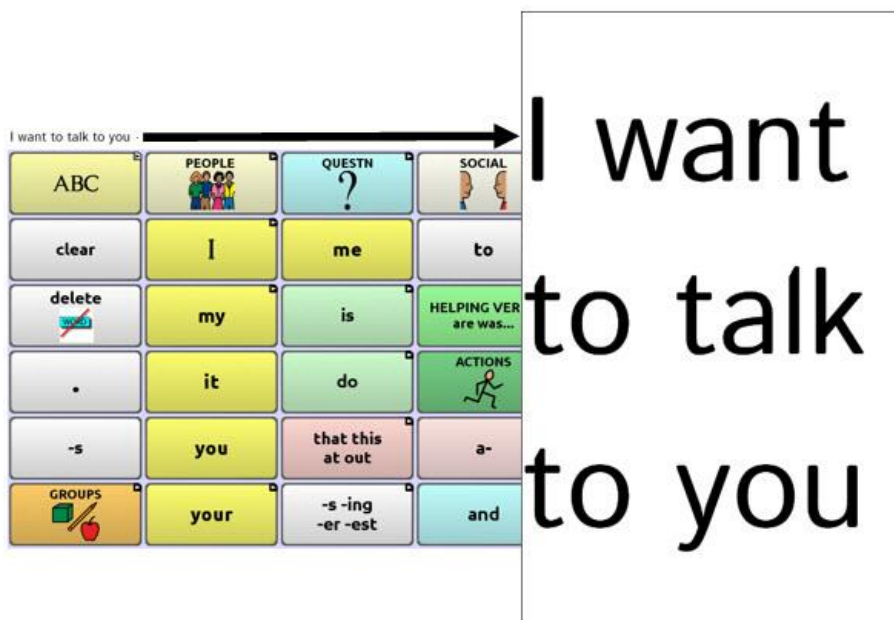 I want to talk to you -
ABC
PEOPLE
QUESTN
?
SOCIAL
clear
I
me
to
delete
WORD
my
is
HELPING VER
are was...
.
it
do
ACTIONS
-s
you
that this
at out
a-
GROUPS
your
-s -ing
-er -est
and
I want
to talk
to you